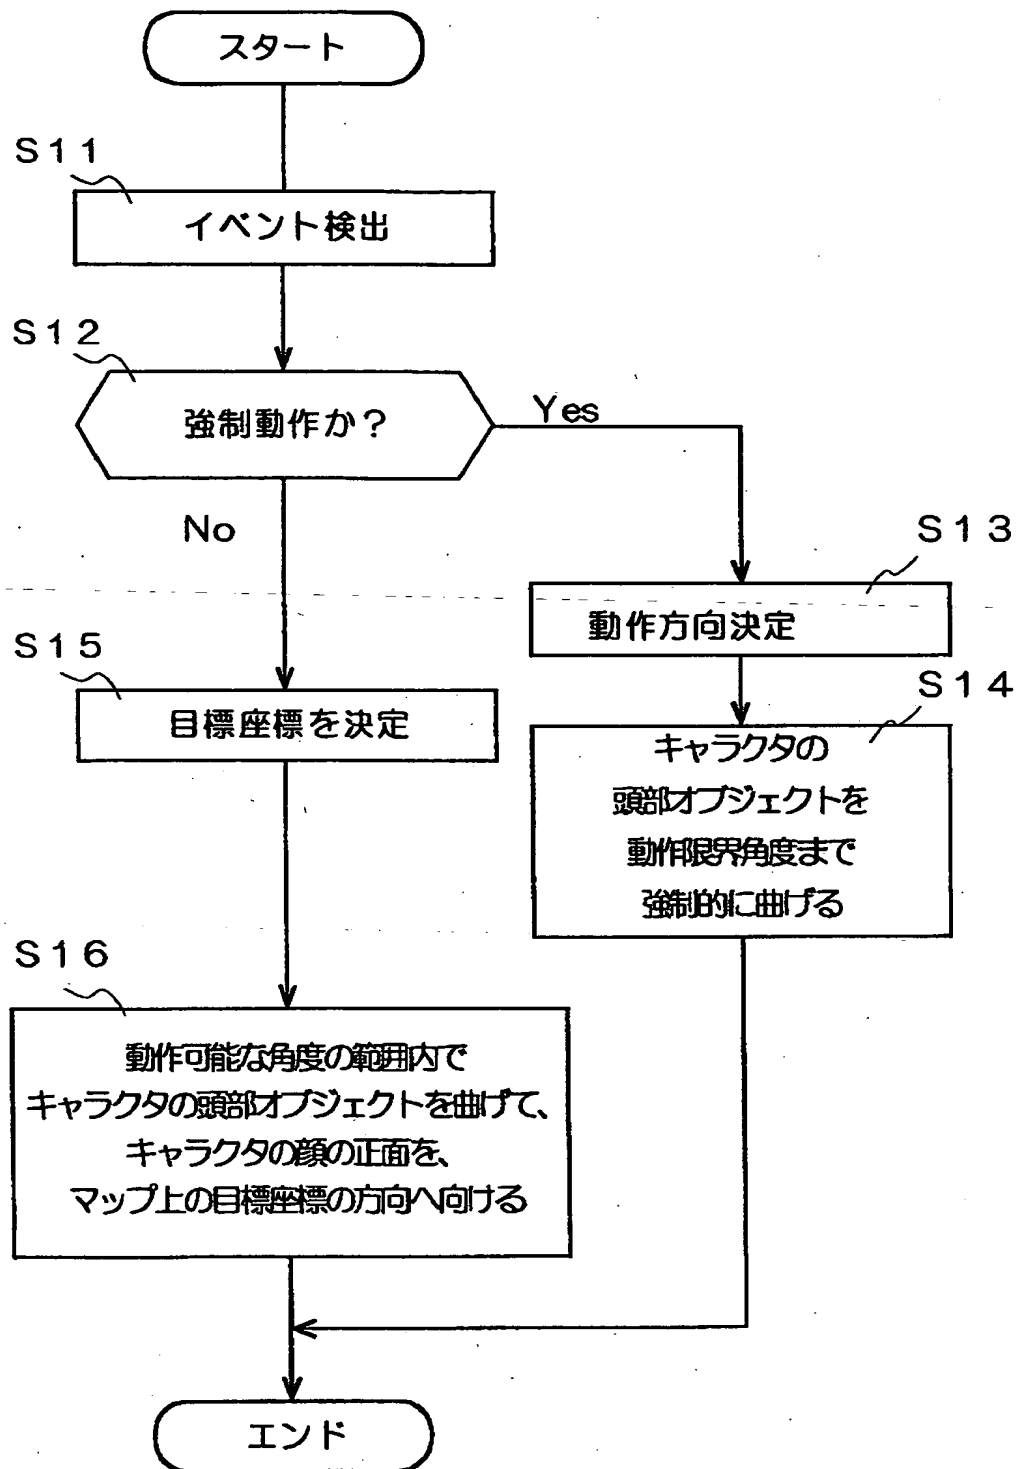 スタート
S11
イベント検出
S12
強制動作か？
Yes
No
S13
動作方向決定
S14
キャラクタの
頭部オブジェクトを
動作限界角度まで
強制的に曲げる
S15
目標座標を決定
S16
動作可能な角度の範囲内で
キャラクタの頭部オブジェクトを曲げて、
キャラクタの顔の正面を、
マップ上の目標座標の方向へ向ける
エンド